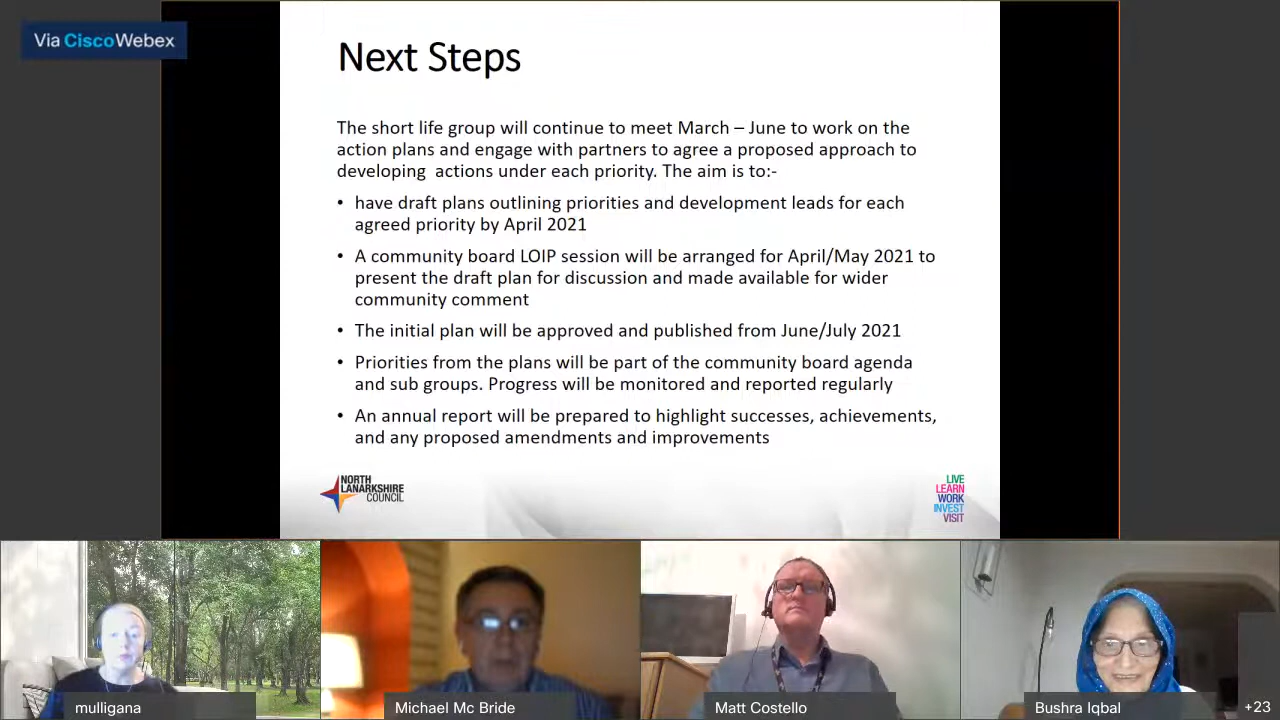 Via Cisco Webex
Next Steps
The short life group will continue to meet March – June to work on the
action plans and engage with partners to agree a proposed approach to
developing  actions under each priority. The aim is to:-
• have draft plans outlining priorities and development leads for each
agreed priority by April 2021
• A community board LOIP session will be arranged for April/May 2021 to
present the draft plan for discussion and made available for wider
community comment
• The initial plan will be approved and published from June/July 2021
• Priorities from the plans will be part of the community board agenda
and sub groups. Progress will be monitored and reported regularly
• An annual report will be prepared to highlight successes, achievements,
and any proposed amendments and improvements
NORTH
LANARKSHIRE
COUNCIL
LIVE
LEARN
WORK
INVEST
VISIT
mulligana
Michael Mc Bride
Matt Costello
Bushra Iqbal
+23